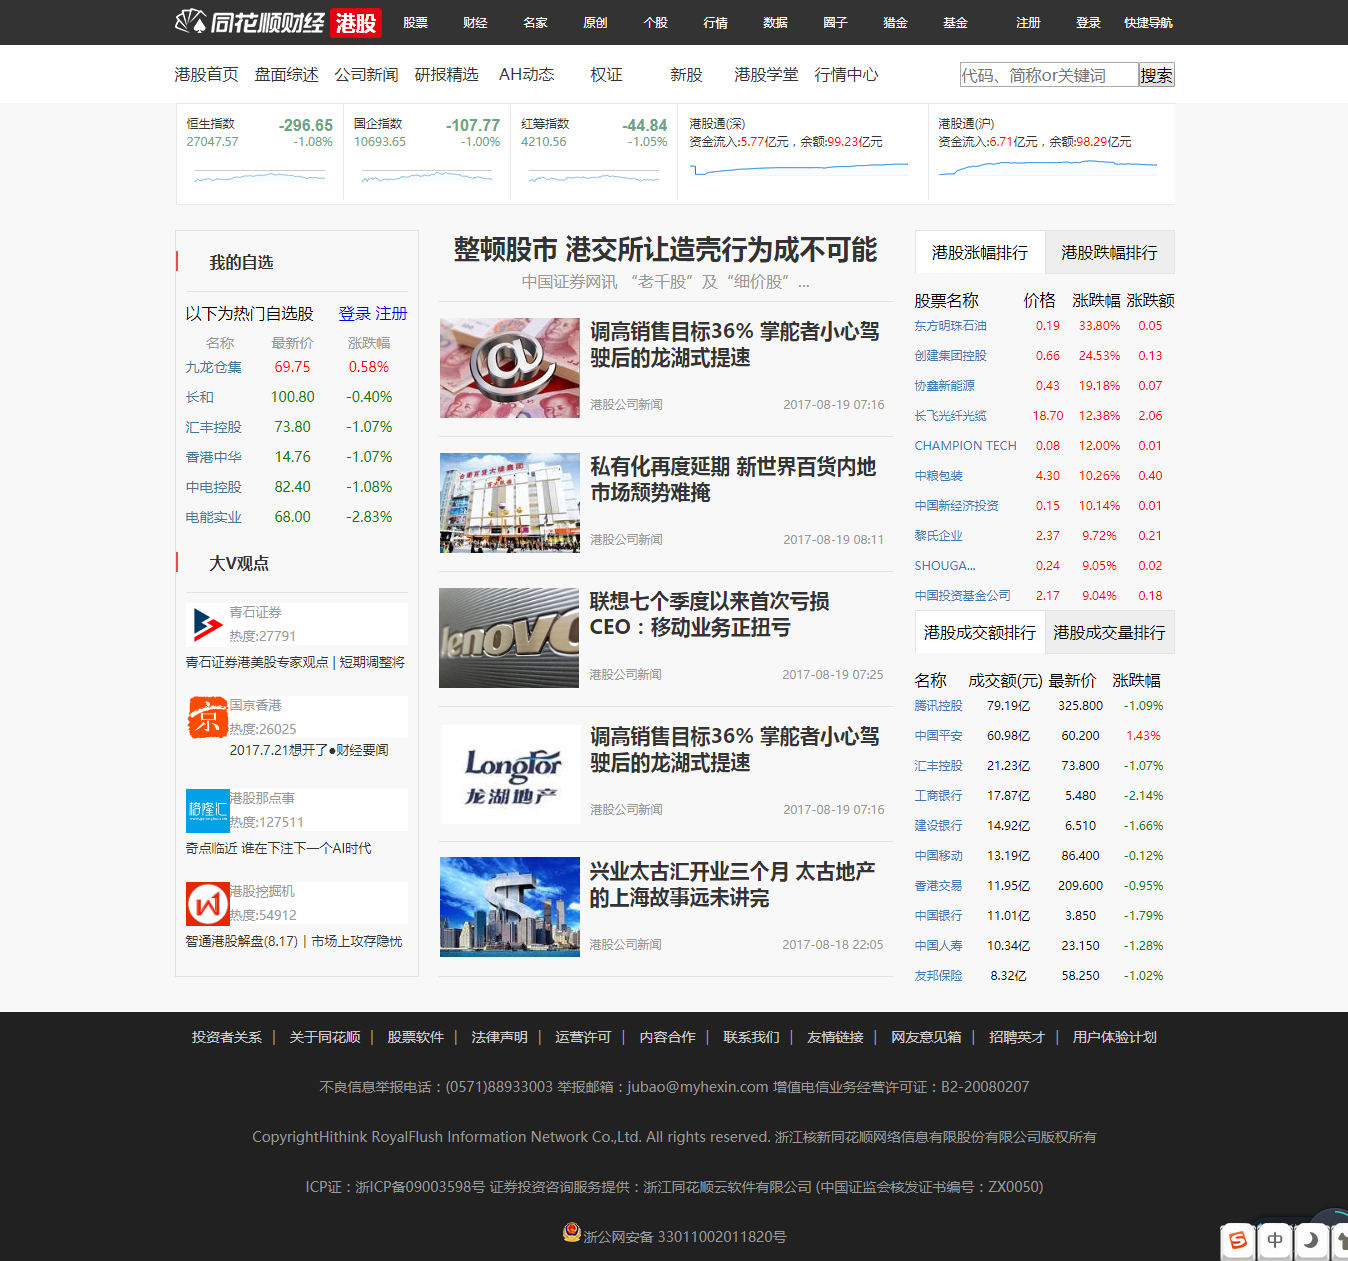 同花顺财经 港股 股票 财经 名家 原创 个股 行情 数据 圈子 猎金 基金 注册 登录 快捷导航
港股首页 盘面综述 公司新闻 研报精选 AH动态 权证 新股 港股学堂 行情中心 代码、简称or关键词 搜索
恒生指数 -296.65
27047.57 -1.08%
国企指数 -107.77
10693.65 -1.00%
红筹指数 -44.84
4210.56 -1.05%
港股通(深)
资金流入:5.77亿元，余额:99.23亿元
港股通(沪)
资金流入:6.71亿元，余额:98.29亿元
我的自选
以下为热门自选股 登录 注册
名称 最新价 涨跌幅
九龙仓集 69.75 0.58%
长和 100.80 -0.40%
汇丰控股 73.80 -1.07%
香港中华 14.76 -1.07%
中电控股 82.40 -1.08%
电能实业 68.00 -2.83%
大V观点
青石证券
热度:27791
青石证券港美股专家观点 | 短期调整将
京
国京香港
热度:26025
2017.7.21想开了●财经要闻
格隆汇
港股那点事
热度:127511
奇点临近 谁在下注下一个AI时代
港股挖掘机
热度:54912
智通港股解盘(8.17) | 市场上攻存隐忧
整顿股市 港交所让造壳行为成不可能
中国证券网讯 “老千股”及“细价股”...
@
调高销售目标36% 掌舵者小心驾
驶后的龙湖式提速
港股公司新闻 2017-08-19 07:16
私有化再度延期 新世界百货内地
市场颓势难掩
港股公司新闻 2017-08-19 08:11
lenovo
联想七个季度以来首次亏损
CEO：移动业务正扭亏
港股公司新闻 2017-08-19 07:25
Longfor
龙湖地产
调高销售目标36% 掌舵者小心驾
驶后的龙湖式提速
港股公司新闻 2017-08-19 07:16
兴业太古汇开业三个月 太古地产
的上海故事远未讲完
港股公司新闻 2017-08-18 22:05
港股涨幅排行 港股跌幅排行
股票名称 价格 涨跌幅 涨跌额
东方明珠石油 0.19 33.80% 0.05
创建集团控股 0.66 24.53% 0.13
协鑫新能源 0.43 19.18% 0.07
长飞光纤光缆 18.70 12.38% 2.06
CHAMPION TECH 0.08 12.00% 0.01
中粮包装 4.30 10.26% 0.40
中国新经济投资 0.15 10.14% 0.01
黎氏企业 2.37 9.72% 0.21
SHOUGA... 0.24 9.05% 0.02
中国投资基金公司 2.17 9.04% 0.18
港股成交额排行 港股成交量排行
名称 成交额(元) 最新价 涨跌幅
腾讯控股 79.19亿 325.800 -1.09%
中国平安 60.98亿 60.200 1.43%
汇丰控股 21.23亿 73.800 -1.07%
工商银行 17.87亿 5.480 -2.14%
建设银行 14.92亿 6.510 -1.66%
中国移动 13.19亿 86.400 -0.12%
香港交易 11.95亿 209.600 -0.95%
中国银行 11.01亿 3.850 -1.79%
中国人寿 10.34亿 23.150 -1.28%
友邦保险 8.32亿 58.250 -1.02%
投资者关系 | 关于同花顺 | 股票软件 | 法律声明 | 运营许可 | 内容合作 | 联系我们 | 友情链接 | 网友意见箱 | 招聘英才 | 用户体验计划
不良信息举报电话：(0571)88933003 举报邮箱：jubao@myhexin.com 增值电信业务经营许可证：B2-20080207
CopyrightHithink RoyalFlush Information Network Co.,Ltd. All rights reserved. 浙江核新同花顺网络信息有限股份有限公司版权所有
ICP证：浙ICP备09003598号 证券投资咨询服务提供：浙江同花顺云软件有限公司 (中国证监会核发证书编号：ZX0050)
浙公网安备 33011002011820号
中